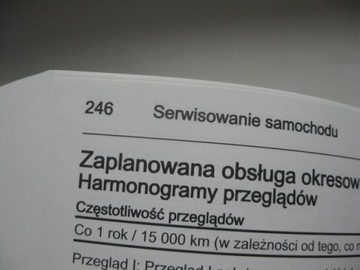 246 Serwisowanie samochodu
Zaplanowana obsługa okresow
Harmonogramy przeglądów
Częstotliwość przeglądów
Co 1 rok / 15 000 km (w zależności od tego, co n
Przegląd I: Przegląd I